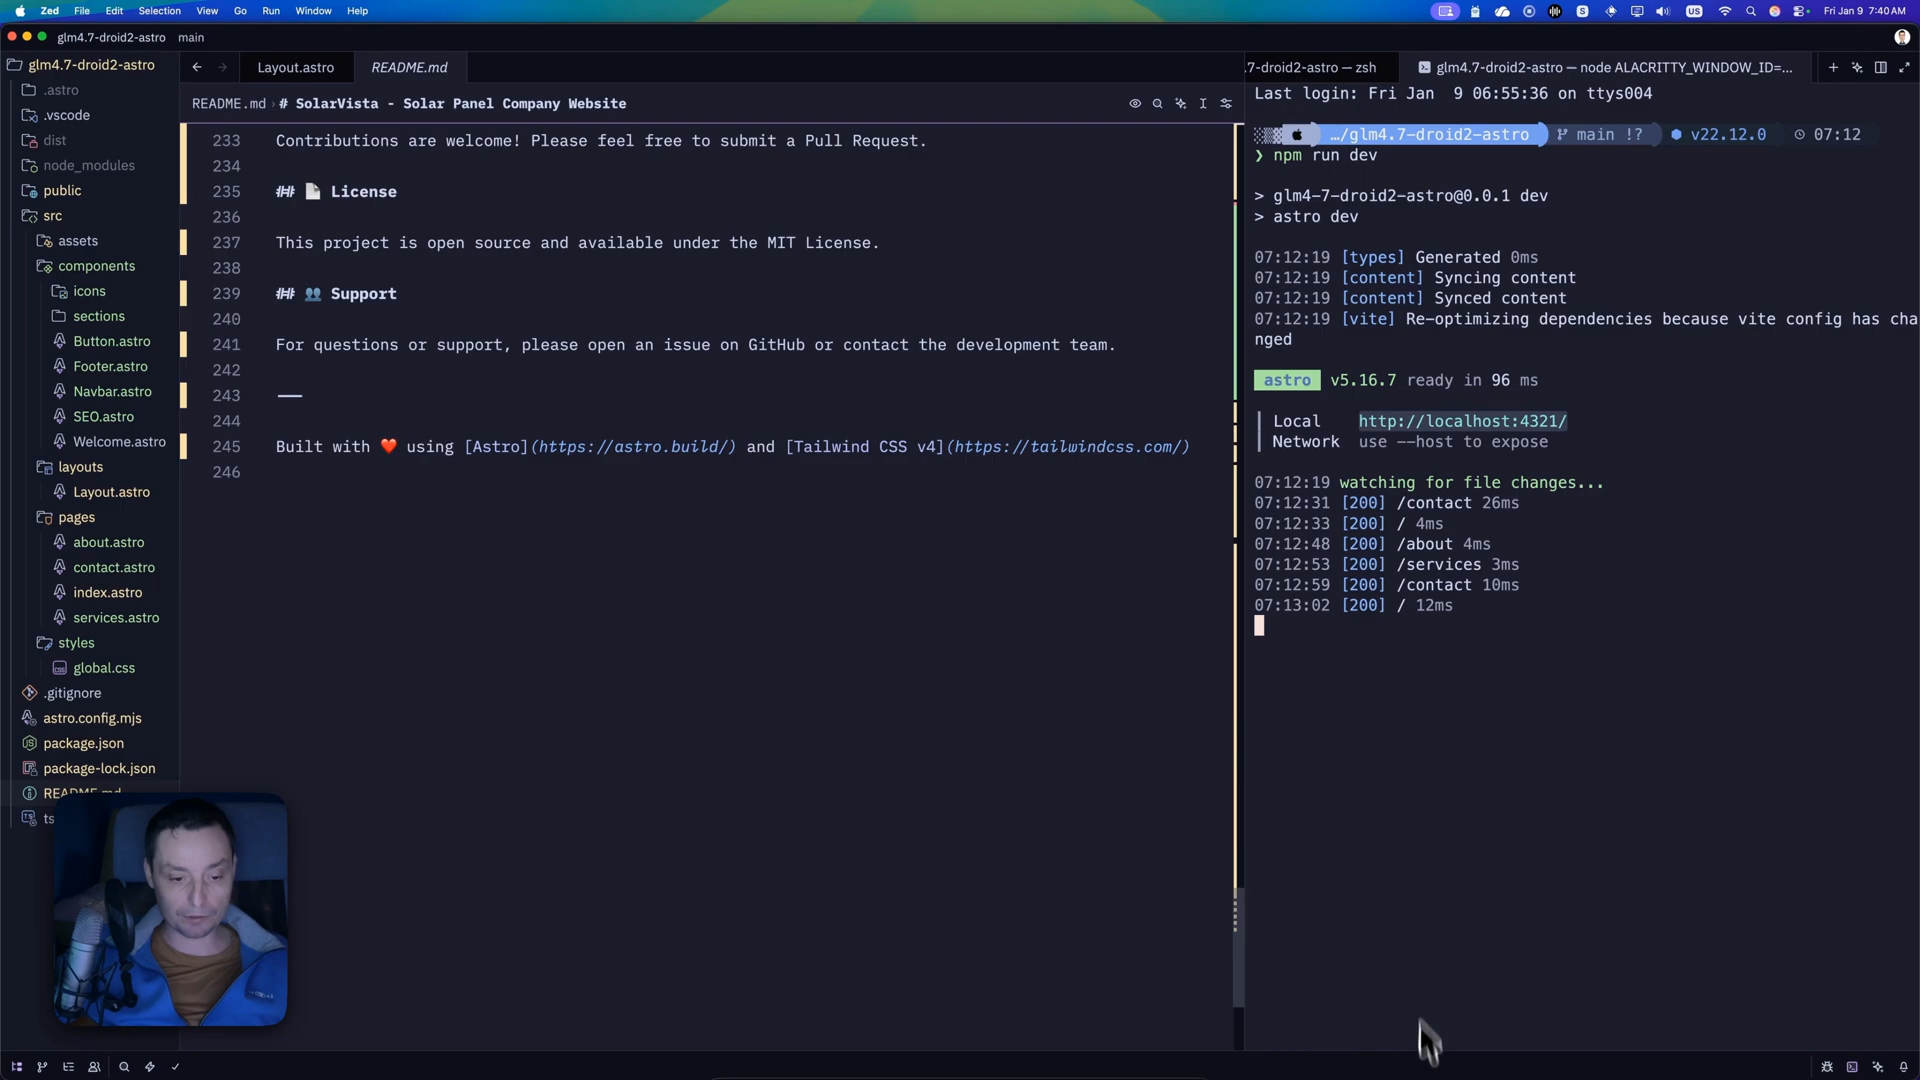 Zed File Edit Selection View Go Run Window Help
US Fri Jan 9 7:40 AM
glm4.7-droid2-astro main
glm4.7-droid2-astro
.astro
.vscode
dist
node_modules
public
src
assets
components
icons
sections
Button.astro
Footer.astro
Navbar.astro
SEO.astro
Welcome.astro
layouts
Layout.astro
pages
about.astro
contact.astro
index.astro
services.astro
styles
global.css
.gitignore
astro.config.mjs
package.json
package-lock.json
README.md
ts
Layout.astro README.md
README.md › # SolarVista - Solar Panel Company Website
233 Contributions are welcome! Please feel free to submit a Pull Request.
234
235 ## 📄 License
236
237 This project is open source and available under the MIT License.
238
239 ## 👥 Support
240
241 For questions or support, please open an issue on GitHub or contact the development team.
242
243 ---
244
245 Built with ❤️ using [Astro](https://astro.build/) and [Tailwind CSS v4](https://tailwindcss.com/)
246
.7-droid2-astro — zsh glm4.7-droid2-astro — node ALACRITTY_WINDOW_ID=...
Last login: Fri Jan  9 06:55:36 on ttys004
…/glm4.7-droid2-astro main !? v22.12.0 07:12
❯ npm run dev
> glm4-7-droid2-astro@0.0.1 dev
> astro dev
07:12:19 [types] Generated 0ms
07:12:19 [content] Syncing content
07:12:19 [content] Synced content
07:12:19 [vite] Re-optimizing dependencies because vite config has cha
nged
astro v5.16.7 ready in 96 ms
Local http://localhost:4321/
Network use --host to expose
07:12:19 watching for file changes...
07:12:31 [200] /contact 26ms
07:12:33 [200] / 4ms
07:12:48 [200] /about 4ms
07:12:53 [200] /services 3ms
07:12:59 [200] /contact 10ms
07:13:02 [200] / 12ms